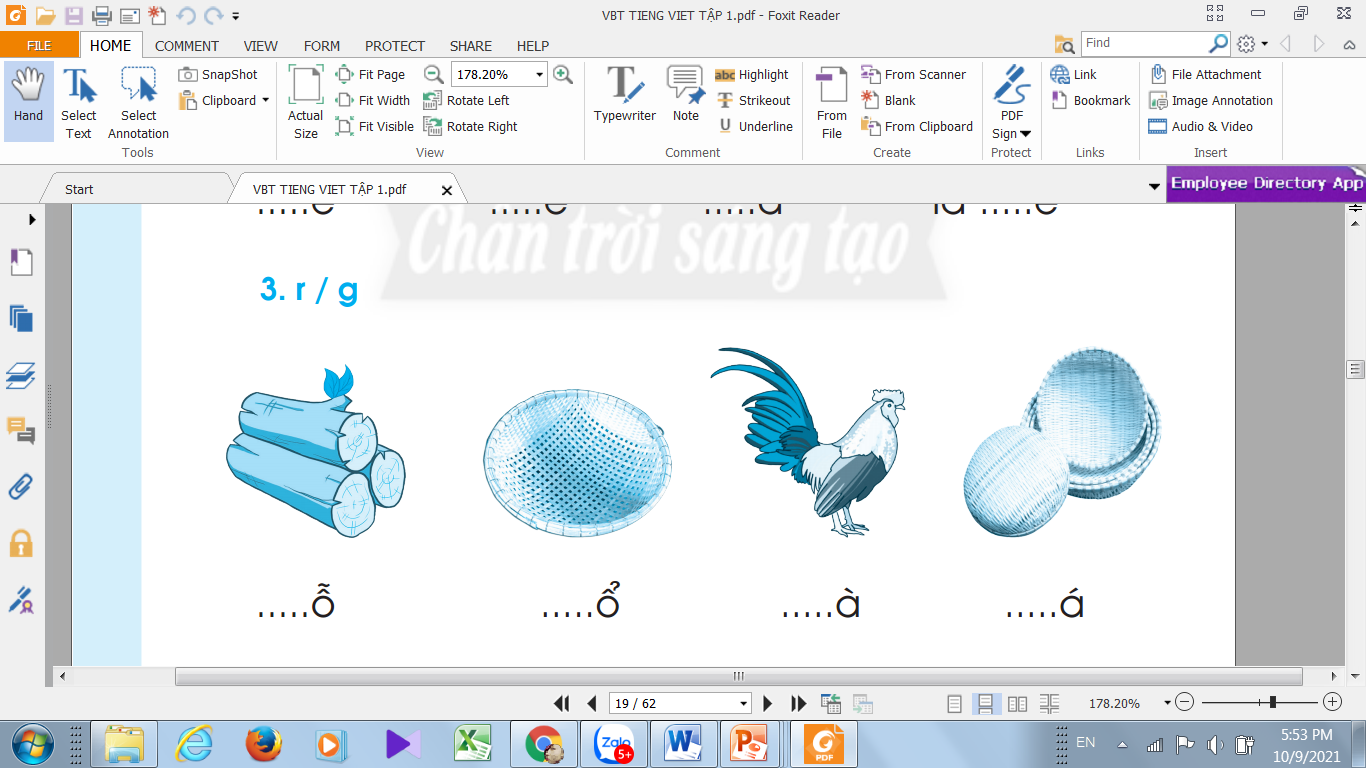 VBT TIENG VIET TẬP 1.pdf - Foxit Reader
FILE HOME COMMENT VIEW FORM PROTECT SHARE HELP Find
Hand
Select Text
Select Annotation
SnapShot
Clipboard
Tools
Actual Size
Fit Page
Fit Width
Fit Visible
178.20%
Rotate Left
Rotate Right
View
Typewriter
Note
abc Highlight
T Strikeout
U Underline
Comment
From File
From Scanner
Blank
From Clipboard
Create
PDF Sign
Protect
Link
Bookmark
Links
File Attachment
Image Annotation
Audio & Video
Insert
Start VBT TIENG VIET TẬP 1.pdf Employee Directory App
Chân trời sáng tạo
3. r / g
.....ỗ .....ổ .....à .....á
19 / 62 178.20%
Zalo 5+ PDF EN 5:53 PM
10/9/2021